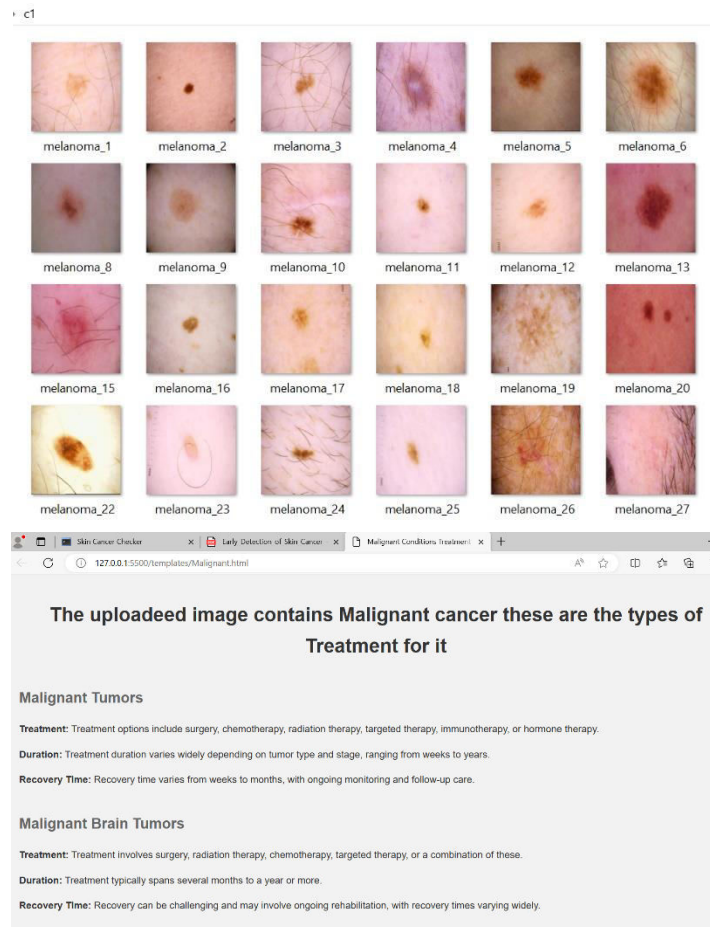 c1
melanoma_1 melanoma_2 melanoma_3 melanoma_4 melanoma_5 melanoma_6
melanoma_8 melanoma_9 melanoma_10 melanoma_11 melanoma_12 melanoma_13
melanoma_15 melanoma_16 melanoma_17 melanoma_18 melanoma_19 melanoma_20
melanoma_22 melanoma_23 melanoma_24 melanoma_25 melanoma_26 melanoma_27
Skin Cancer Checker Early Detection of Skin Cancer Malignant Conditions Treatment
127.0.0.1:5500/templates/Malignant.html
The uploadeed image contains Malignant cancer these are the types of
Treatment for it
Malignant Tumors
Treatment: Treatment options include surgery, chemotherapy, radiation therapy, targeted therapy, immunotherapy, or hormone therapy.
Duration: Treatment duration varies widely depending on tumor type and stage, ranging from weeks to years.
Recovery Time: Recovery time varies from weeks to months, with ongoing monitoring and follow-up care.
Malignant Brain Tumors
Treatment: Treatment involves surgery, radiation therapy, chemotherapy, targeted therapy, or a combination of these.
Duration: Treatment typically spans several months to a year or more.
Recovery Time: Recovery can be challenging and may involve ongoing rehabilitation, with recovery times varying widely.